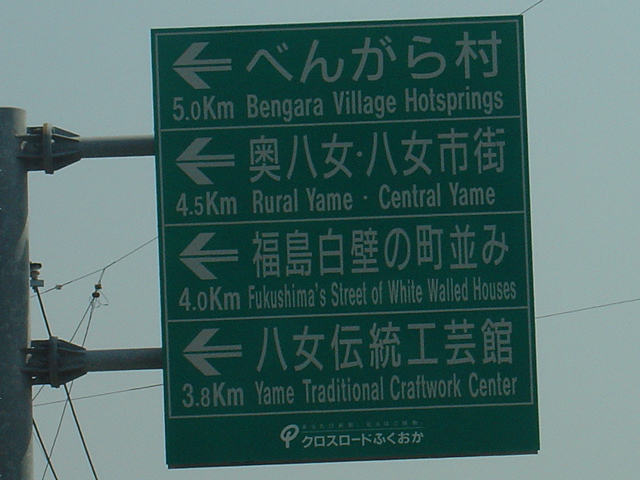 べんがら村
5.0Km Bengara Village Hotsprings
奥八女・八女市街
4.5Km Rural Yame · Central Yame
福島白壁の町並み
4.0Km Fukushima's Street of White Walled Houses
八女伝統工芸館
3.8Km Yame Traditional Craftwork Center
クロスロードふくおか